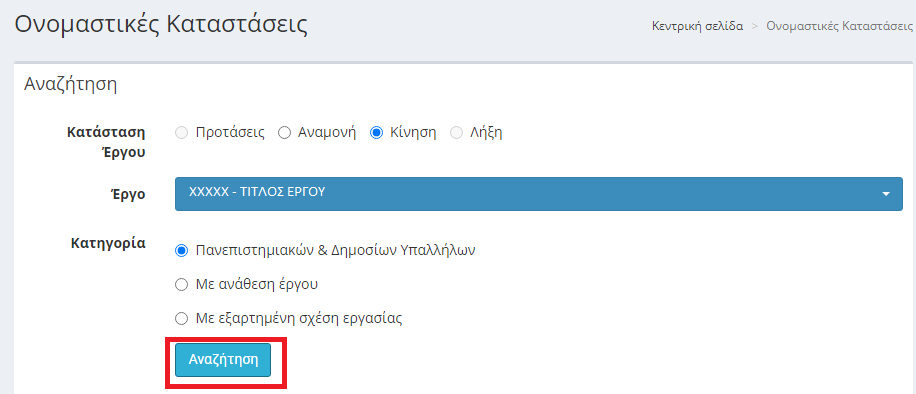 Ονομαστικές Καταστάσεις
Κεντρική σελίδα > Ονομαστικές Καταστάσεις
Αναζήτηση
Κατάσταση Έργου
Προτάσεις Αναμονή Κίνηση Λήξη
Έργο
ΧΧΧΧΧ - ΤΙΤΛΟΣ ΕΡΓΟΥ
Κατηγορία
Πανεπιστημιακών & Δημοσίων Υπαλλήλων
Με ανάθεση έργου
Με εξαρτημένη σχέση εργασίας
Αναζήτηση